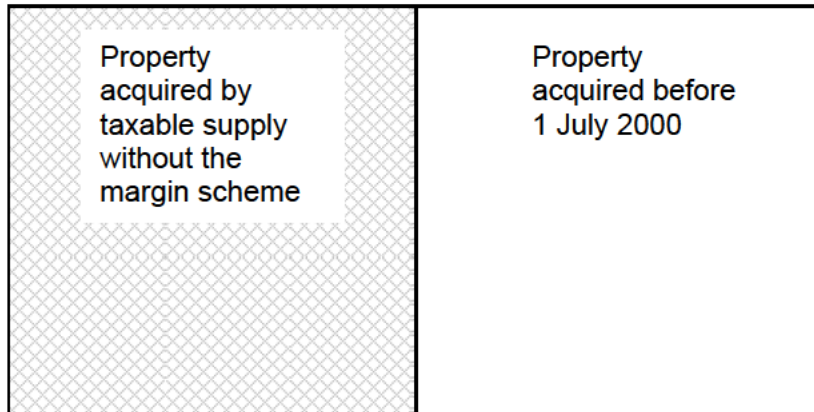 Property
acquired by
taxable supply
without the
margin scheme
Property
acquired before
1 July 2000